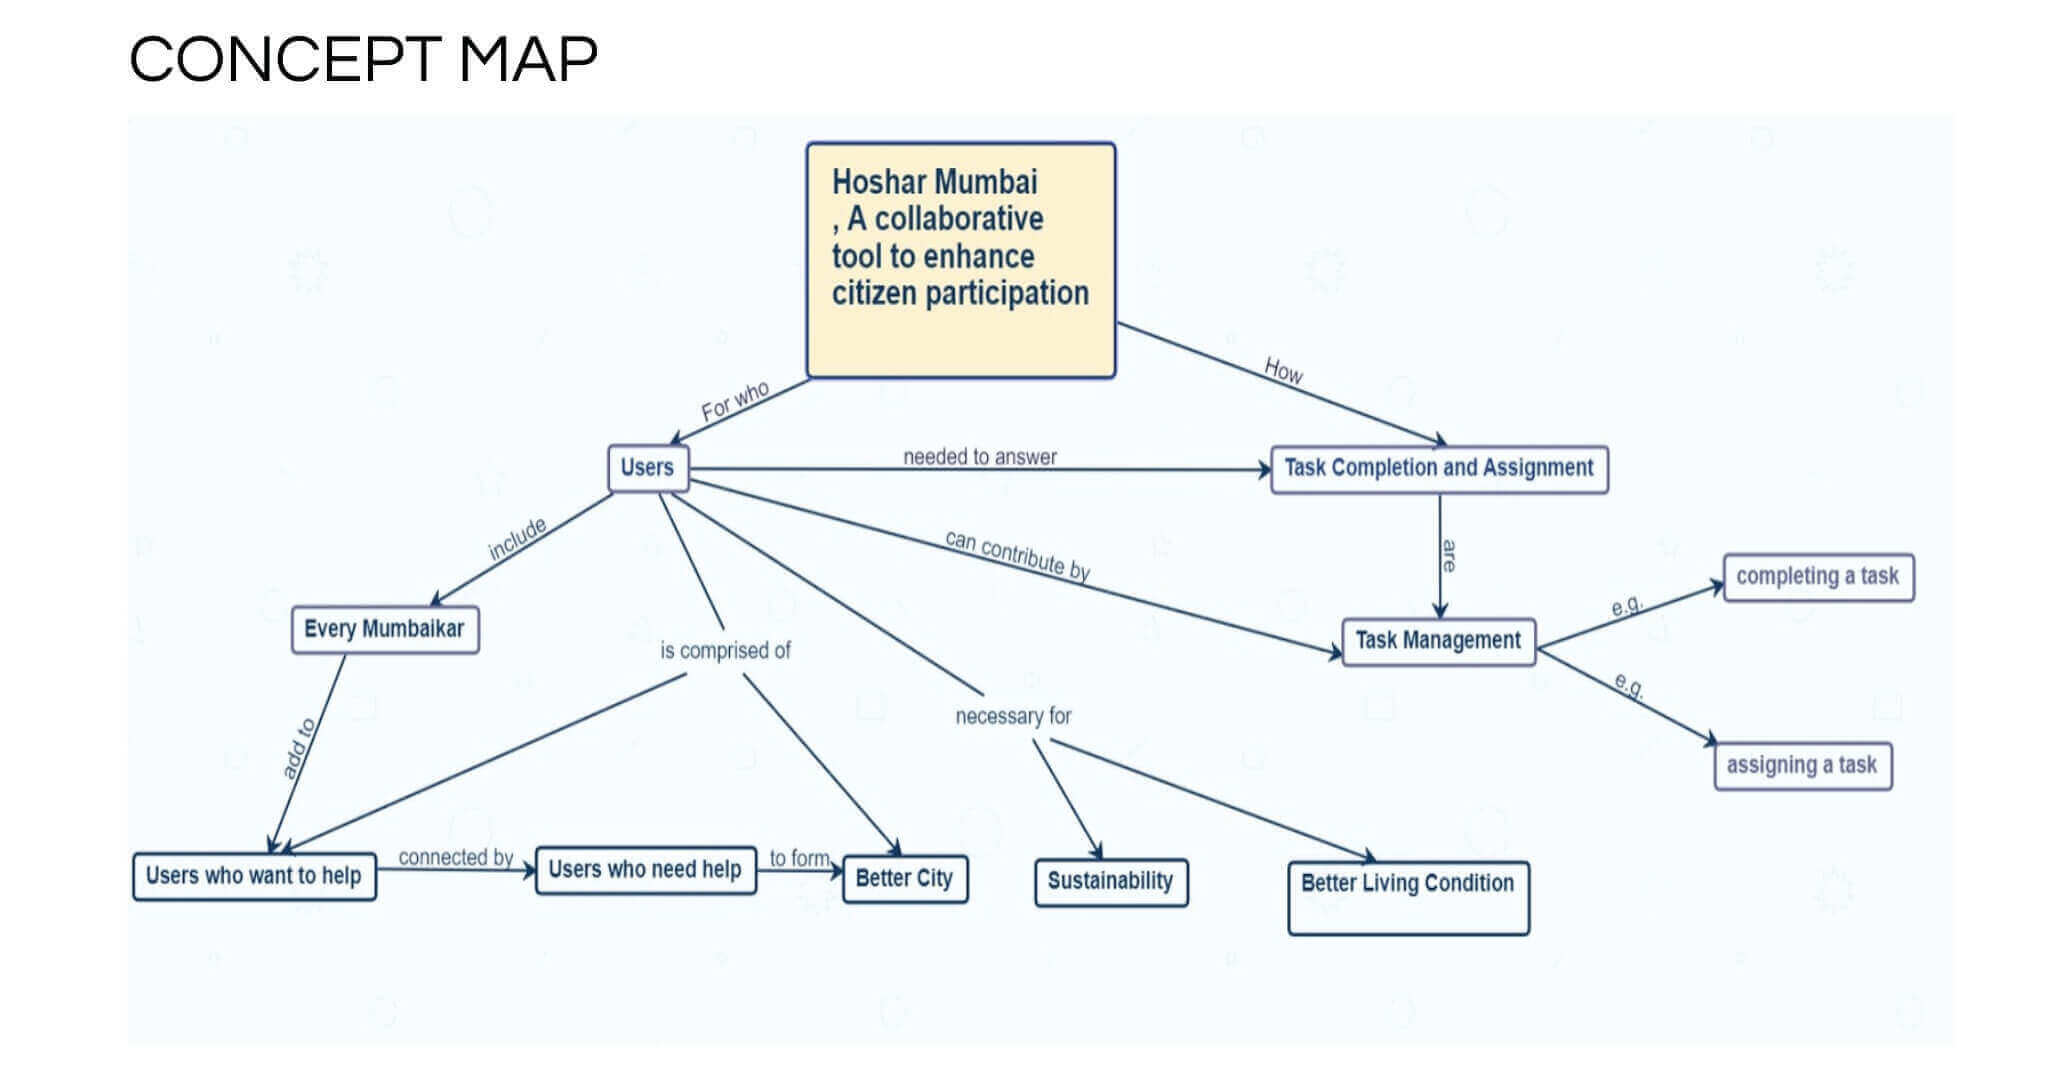 CONCEPT MAP
Hoshar Mumbai
, A collaborative
tool to enhance
citizen participation
For who
How
Users
needed to answer
Task Completion and Assignment
include
can contribute by
are
completing a task
e.g.
Every Mumbaikar
is comprised of
Task Management
e.g.
necessary for
add to
assigning a task
Users who want to help
connected by
Users who need help
to form
Better City
Sustainability
Better Living Condition